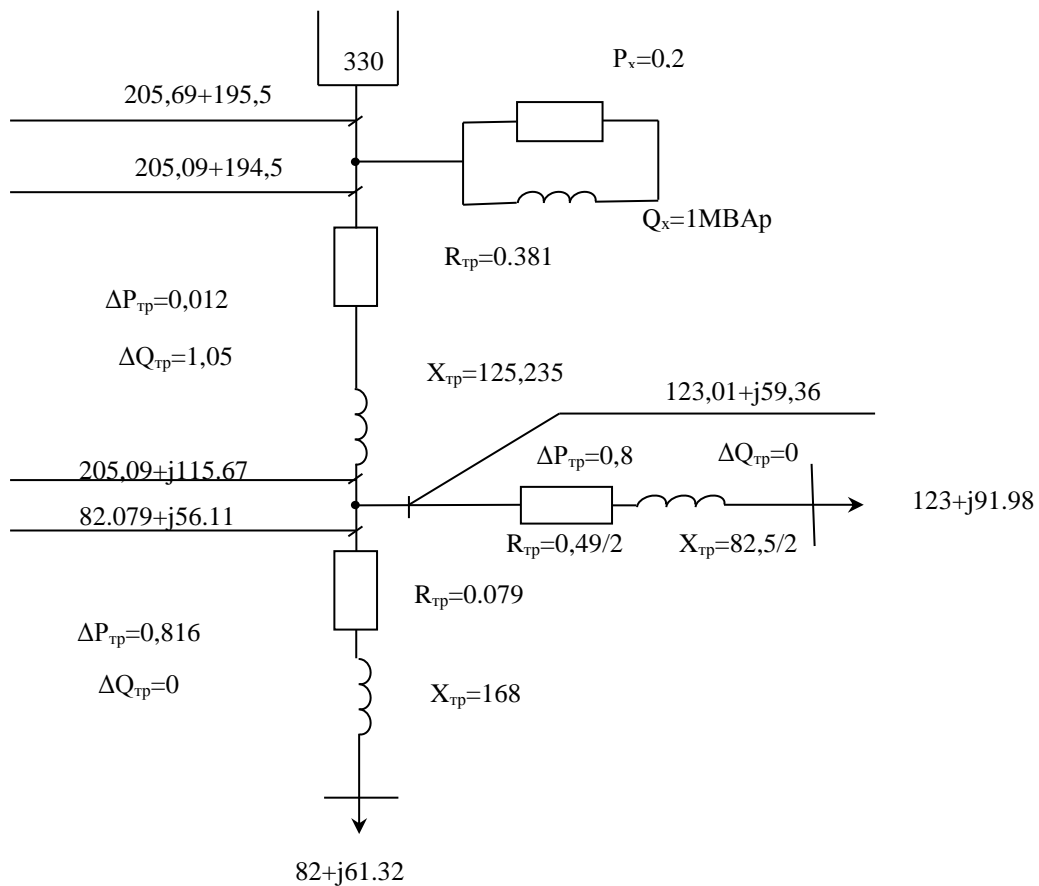 330
Pₓ=0,2
205,69+195,5
205,09+194,5
Qₓ=1МВАр
Rтр=0.381
ΔPтр=0,012
ΔQтр=1,05
Xтр=125,235
123,01+j59,36
205,09+j115.67
ΔPтр=0,8
ΔQтр=0
123+j91.98
82.079+j56.11
Rтр=0,49/2
Xтр=82,5/2
Rтр=0.079
ΔPтр=0,816
ΔQтр=0
Xтр=168
82+j61.32